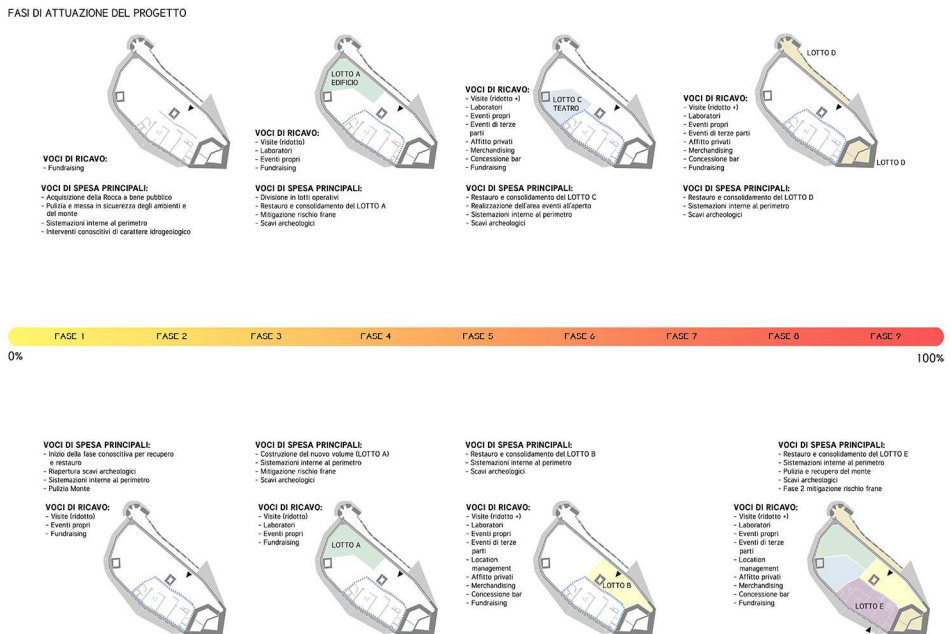 FASI DI ATTUAZIONE DEL PROGETTO
VOCI DI RICAVO:
- Fundraising
VOCI DI SPESA PRINCIPALI:
- Acquisizione della Rocca a bene pubblico
- Pulizia e messa in sicuerezza degli ambienti e
del monte
- Sistemazioni interne al perimetro
- Interventi conoscitivi di carattere idrogeologico
LOTTO A
EDIFICIO
VOCI DI RICAVO:
- Visite (ridotto)
- Laboratori
- Eventi propri
- Fundraising
VOCI DI SPESA PRINCIPALI:
- Divisione in lotti operativi
- Restauro e consolidamento del LOTTO A
- Mitigazione rischio frane
- Scavi archeologici
LOTTO C
TEATRO
VOCI DI RICAVO:
- Visite (ridotto +)
- Laboratori
- Eventi propri
- Eventi di terze
parti
- Affitto privati
- Merchandising
- Concessione bar
- Fundraising
VOCI DI SPESA PRINCIPALI:
- Restauro e consolidamento del LOTTO C
- Realizzazione dell'area eventi all'aperto
- Sistemazioni interne al perimetro
- Scavi archeologici
LOTTO D
VOCI DI RICAVO:
- Visite (ridotto +)
- Laboratori
- Eventi propri
- Eventi di terze parti
- Affitto privati
- Merchandising
- Concessione bar
- Fundraising
LOTTO D
VOCI DI SPESA PRINCIPALI:
- Restauro e consolidamento del LOTTO D
- Sistemazioni interne al perimetro
- Scavi archeologici
FASE 1 FASE 2 FASE 3 FASE 4 FASE 5 FASE 6 FASE 7 FASE 8 FASE 9
0% 100%
VOCI DI SPESA PRINCIPALI:
- Inizio della fase conoscitiva per recupero
e restauro
- Riapertura scavi archeologici
- Sistemazioni interne al perimetro
- Pulizia Monte
VOCI DI RICAVO:
- Visite (ridotto)
- Eventi propri
- Fundraising
VOCI DI SPESA PRINCIPALI:
- Costruzione del nuovo volume (LOTTO A)
- Sistemazioni interne al perimetro
- Mitigazione rischio frane
- Scavi archeologici
VOCI DI RICAVO:
- Visite (ridotto)
- Laboratori
- Eventi propri
- Fundraising
LOTTO A
VOCI DI SPESA PRINCIPALI:
- Restauro e consolidamento del LOTTO B
- Sistemazioni interne al perimetro
- Scavi archeologici
VOCI DI RICAVO:
- Visite (ridotto +)
- Laboratori
- Eventi propri
- Eventi di terze
parti
- Location
management
- Affitto privati
- Merchandising
- Concessione bar
- Fundraising
LOTTO B
VOCI DI SPESA PRINCIPALI:
- Restauro e consolidamento del LOTTO E
- Sistemazioni interne al perimetro
- Pulizia e recupero del monte
- Scavi archeologici
- Fase 2 mitigazione rischio frane
VOCI DI RICAVO:
- Visite (ridotto +)
- Laboratori
- Eventi propri
- Eventi di terze
parti
- Location
management
- Affitto privati
- Merchandising
- Concessione bar
- Fundraising
LOTTO E